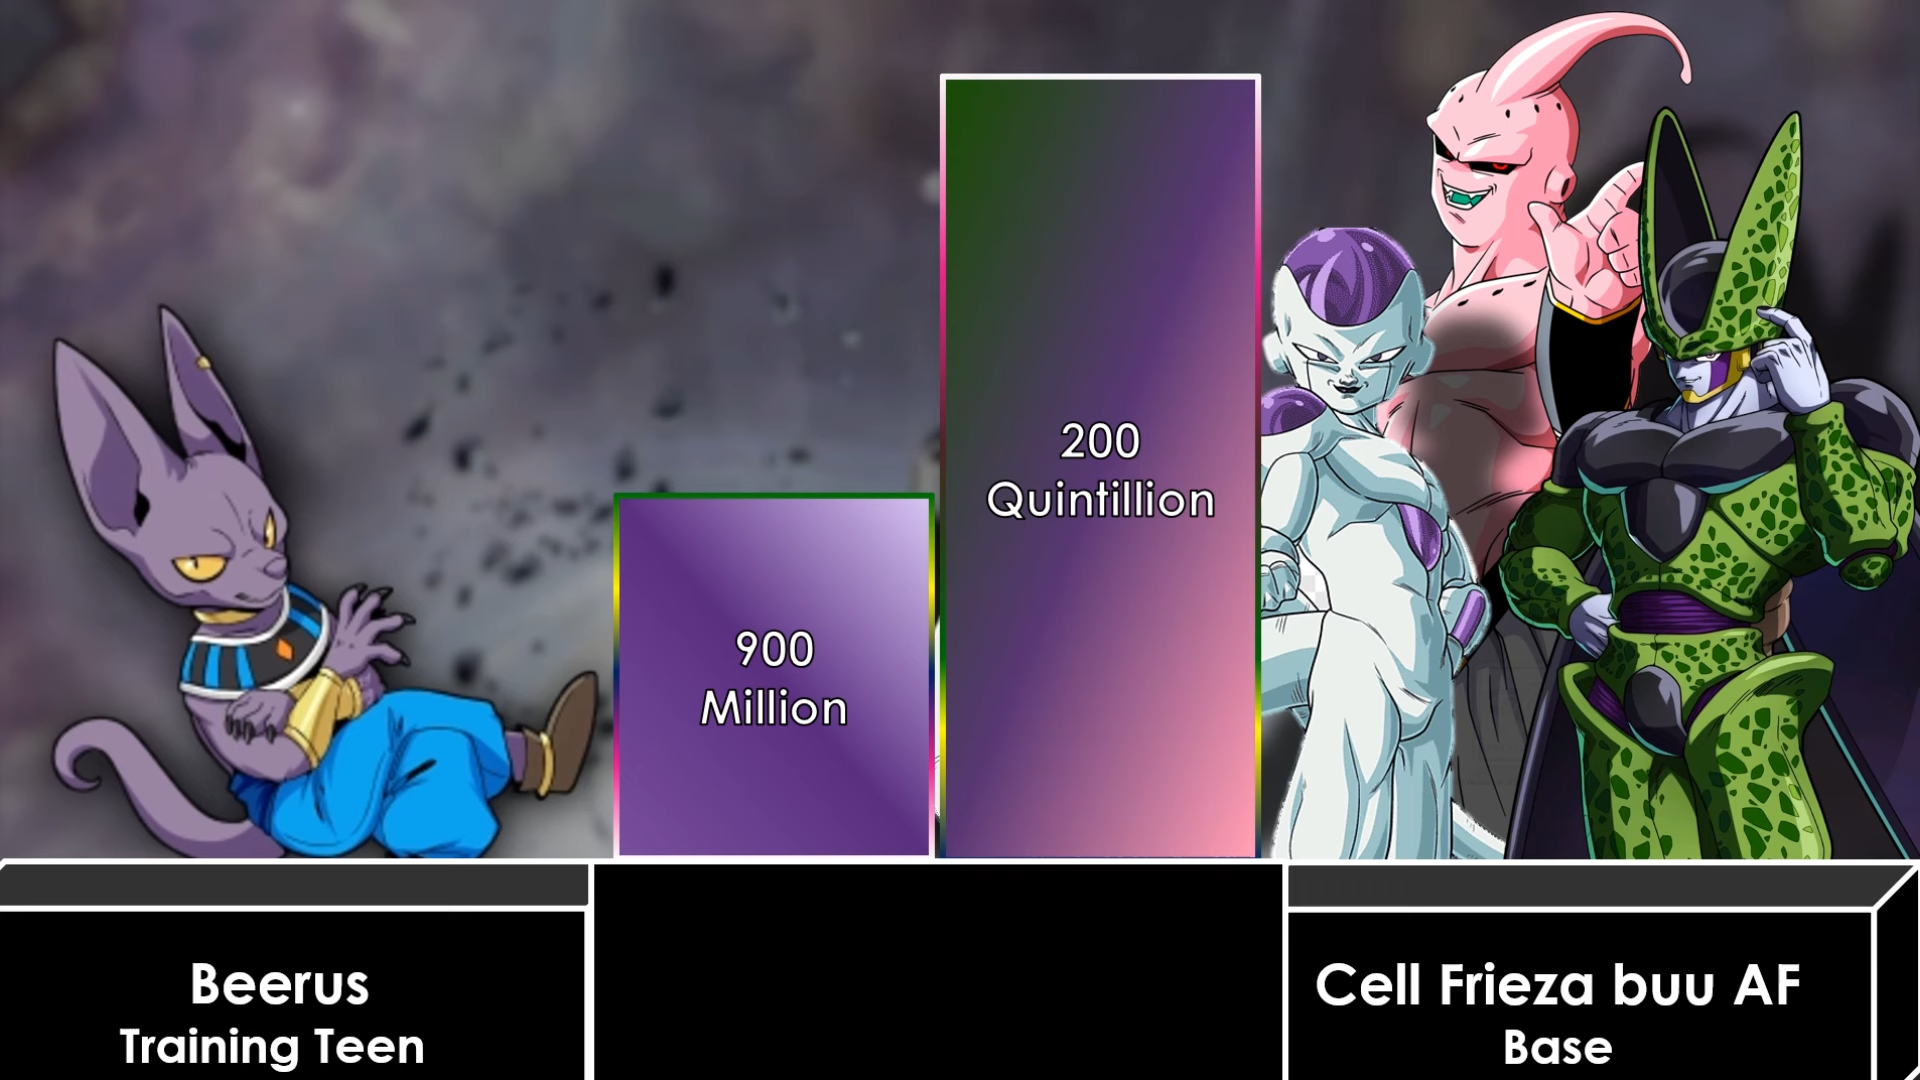 200
Quintillion
900
Million
Beerus
Training Teen
Cell Frieza buu AF
Base